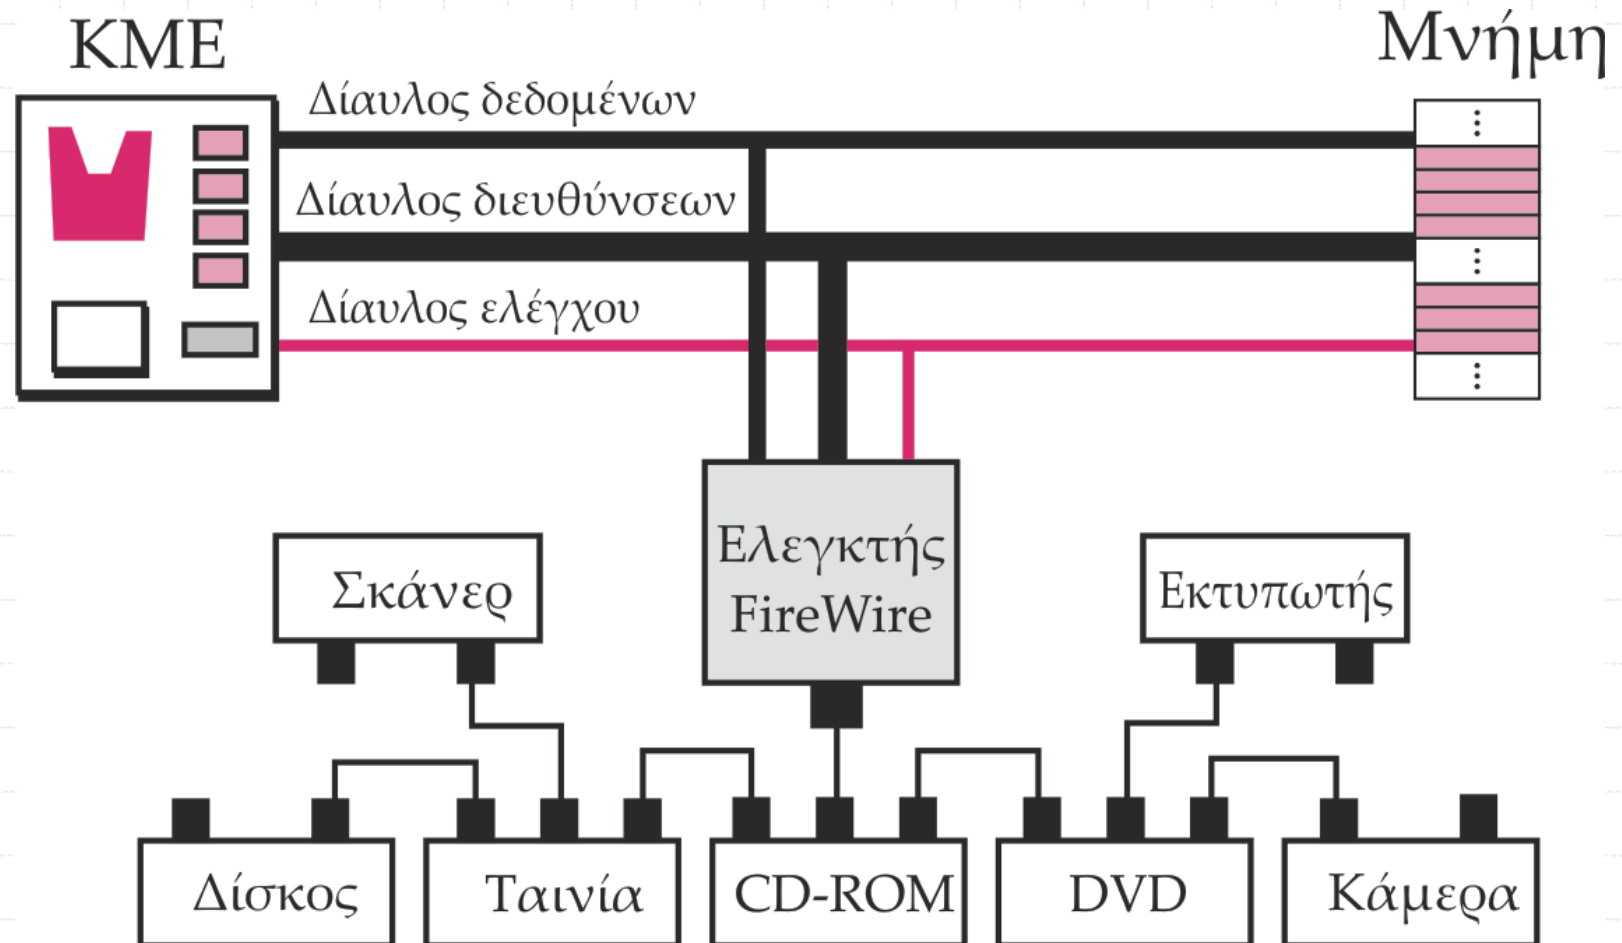 ΚΜΕ
Μνήμη
Δίαυλος δεδομένων
Δίαυλος διευθύνσεων
Δίαυλος ελέγχου
Ελεγκτής
FireWire
Σκάνερ
Εκτυπωτής
Δίσκος
Ταινία
CD-ROM
DVD
Κάμερα